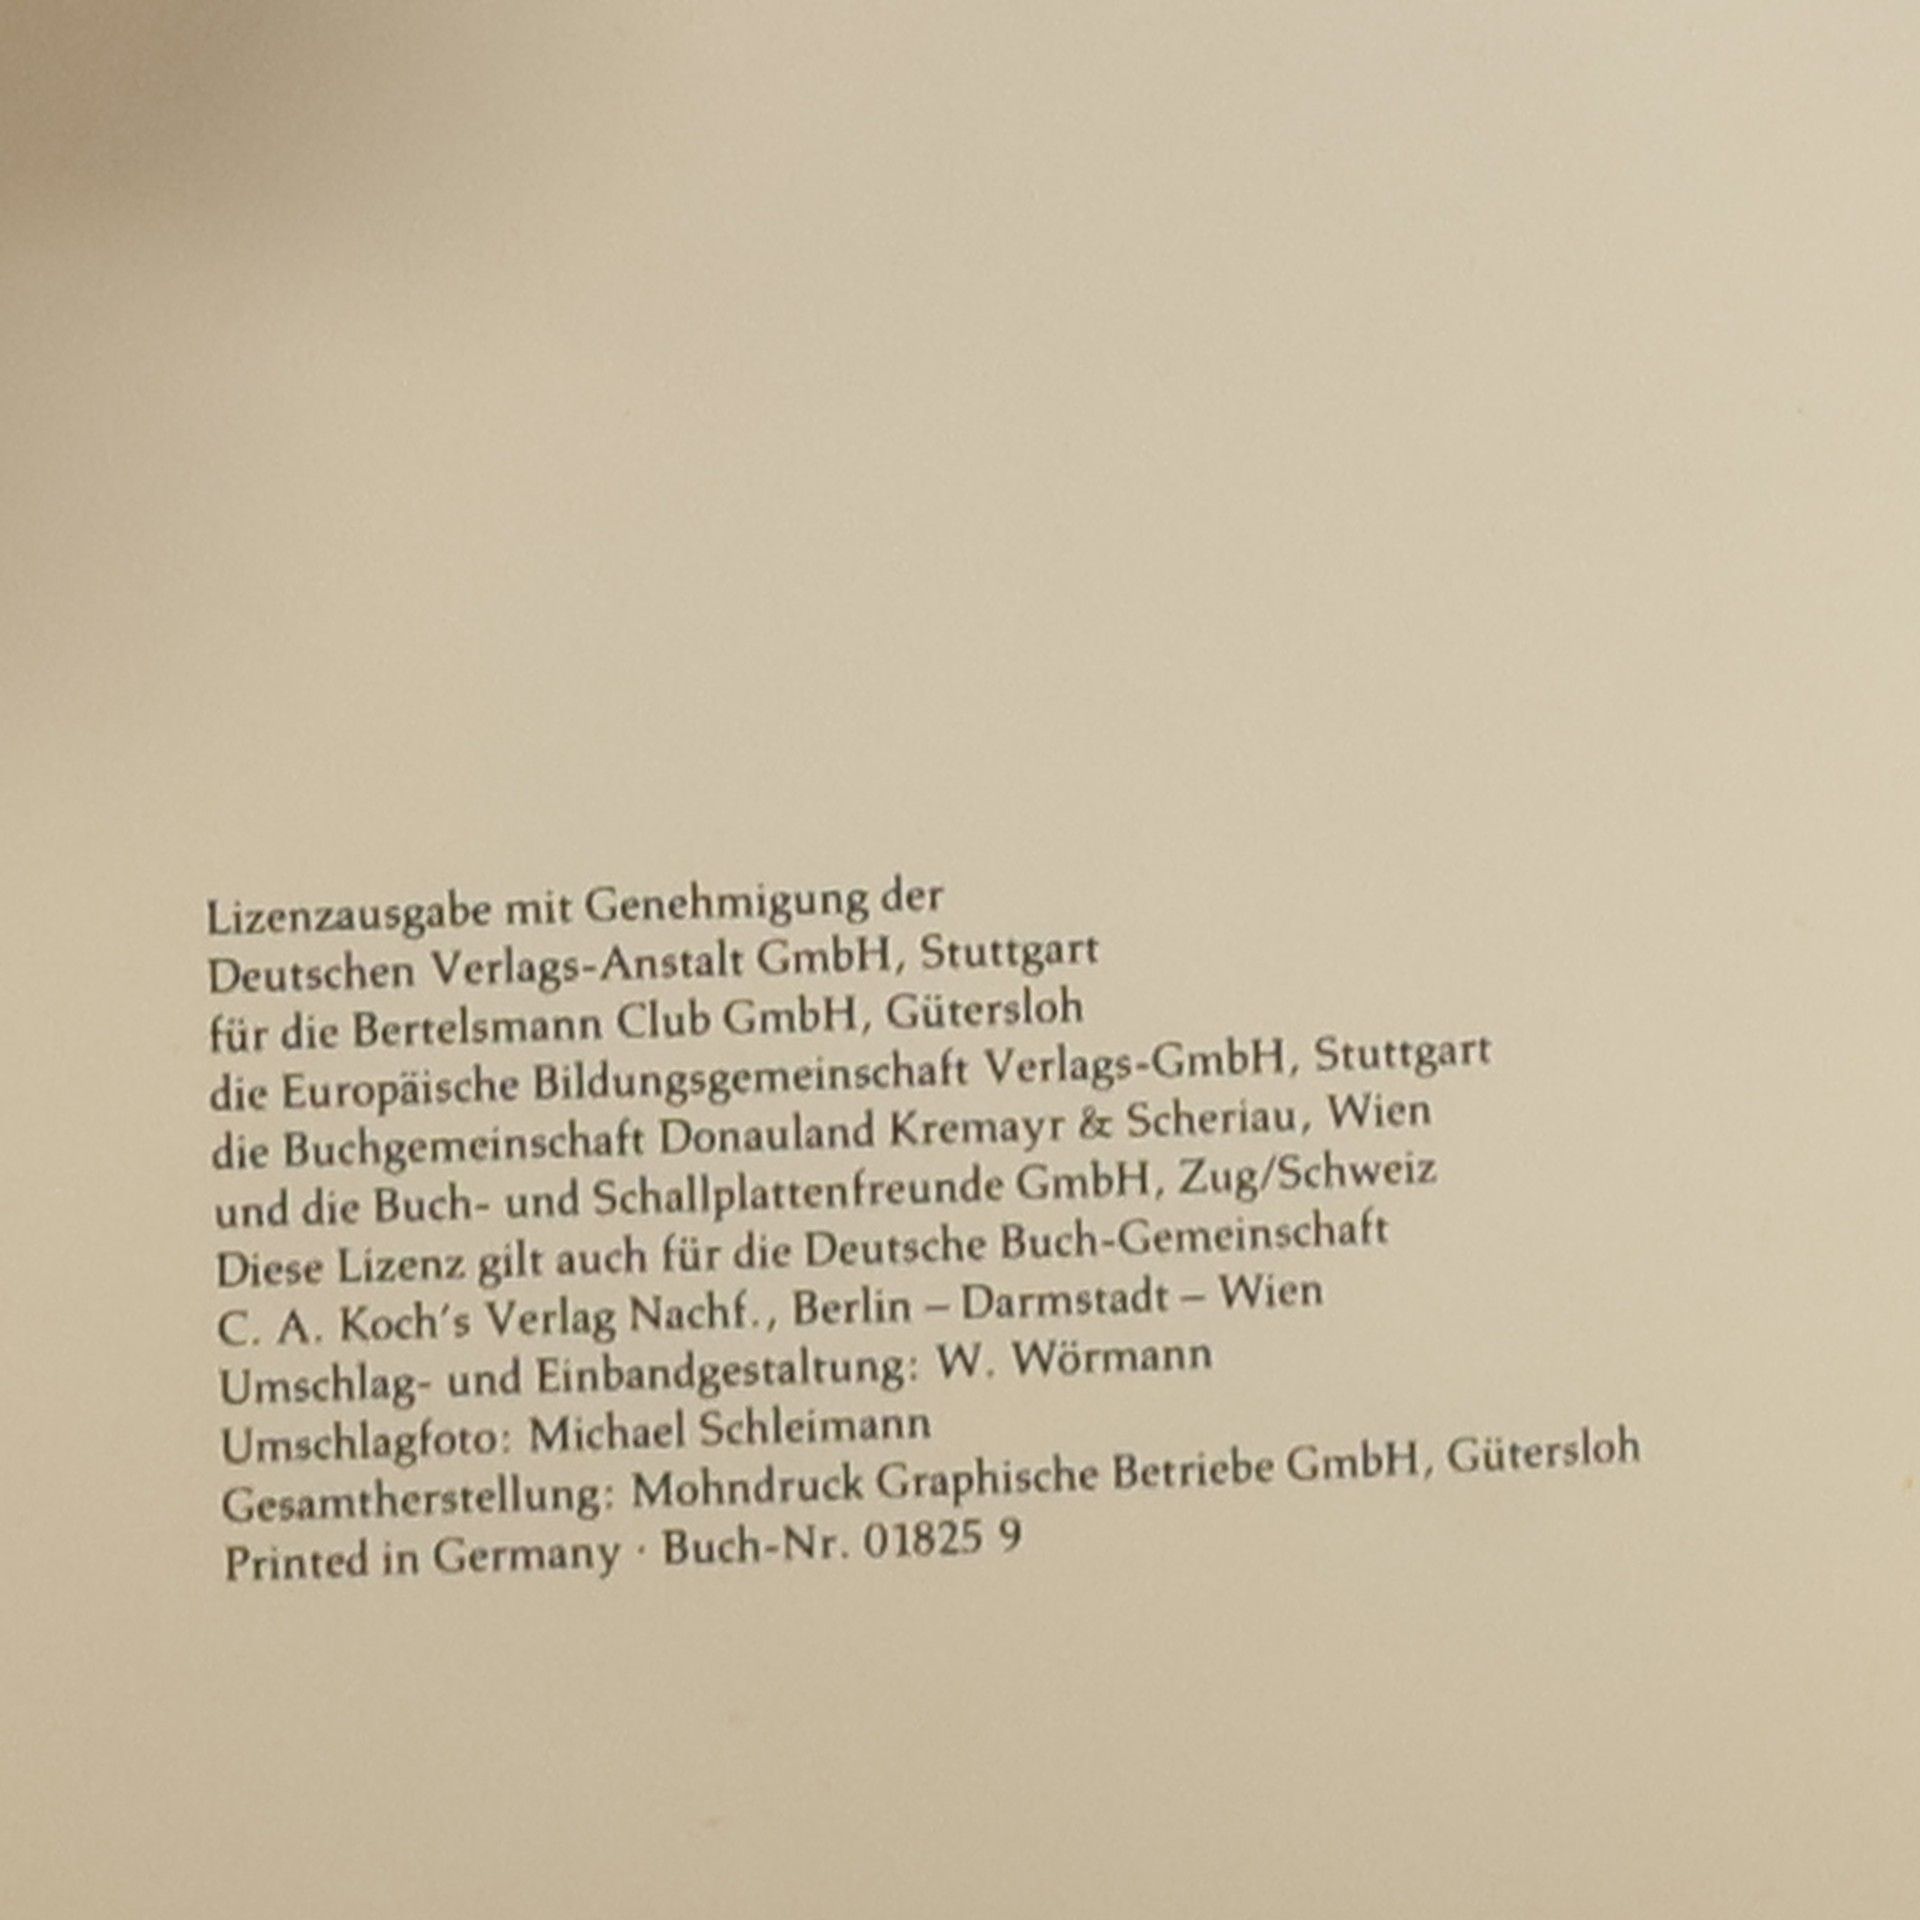 Lizenzausgabe mit Genehmigung der
Deutschen Verlags-Anstalt GmbH, Stuttgart
für die Bertelsmann Club GmbH, Gütersloh
die Europäische Bildungsgemeinschaft Verlags-GmbH, Stuttgart
die Buchgemeinschaft Donauland Kremayr & Scheriau, Wien
und die Buch- und Schallplattenfreunde GmbH, Zug/Schweiz
Diese Lizenz gilt auch für die Deutsche Buch-Gemeinschaft
C. A. Koch's Verlag Nachf., Berlin – Darmstadt – Wien
Umschlag- und Einbandgestaltung: W. Wörmann
Umschlagfoto: Michael Schleimann
Gesamtherstellung: Mohndruck Graphische Betriebe GmbH, Gütersloh
Printed in Germany · Buch-Nr. 01825 9